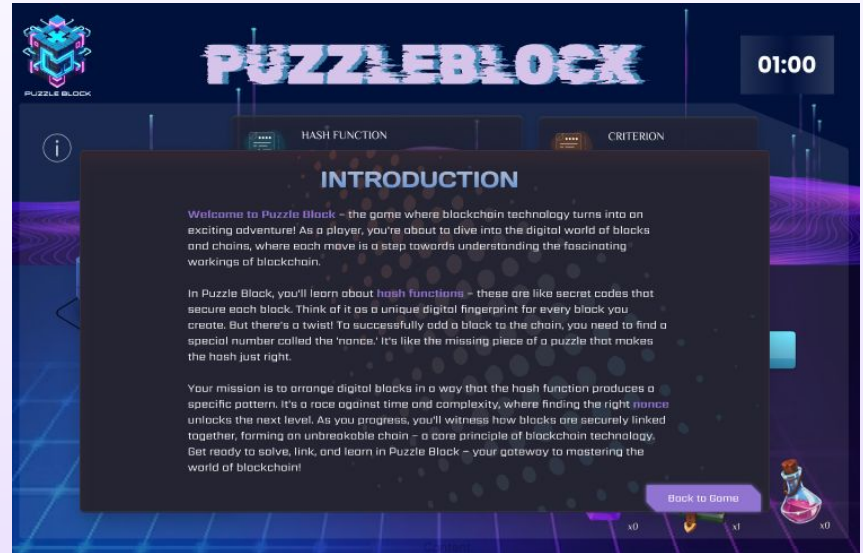 PUZZLE BLOCK
PUZZLEBLOCK
01:00
HASH FUNCTION
CRITERION
INTRODUCTION
Welcome to Puzzle Block – the game where blockchain technology turns into an
exciting adventure! As a player, you're about to dive into the digital world of blocks
and chains, where each move is a step towards understanding the fascinating
workings of blockchain.
In Puzzle Block, you'll learn about hash functions – these are like secret codes that
secure each block. Think of it as a unique digital fingerprint for every block you
create. But there's a twist! To successfully add a block to the chain, you need to find a
special number called the 'nonce.' It's like the missing piece of a puzzle that makes
the hash just right.
Your mission is to arrange digital blocks in a way that the hash function produces a
specific pattern. It's a race against time and complexity, where finding the right nonce
unlocks the next level. As you progress, you'll witness how blocks are securely linked
together, forming an unbreakable chain – a core principle of blockchain technology.
Get ready to solve, link, and learn in Puzzle Block – your gateway to mastering the
world of blockchain!
Back to Game
x0
x1
x0